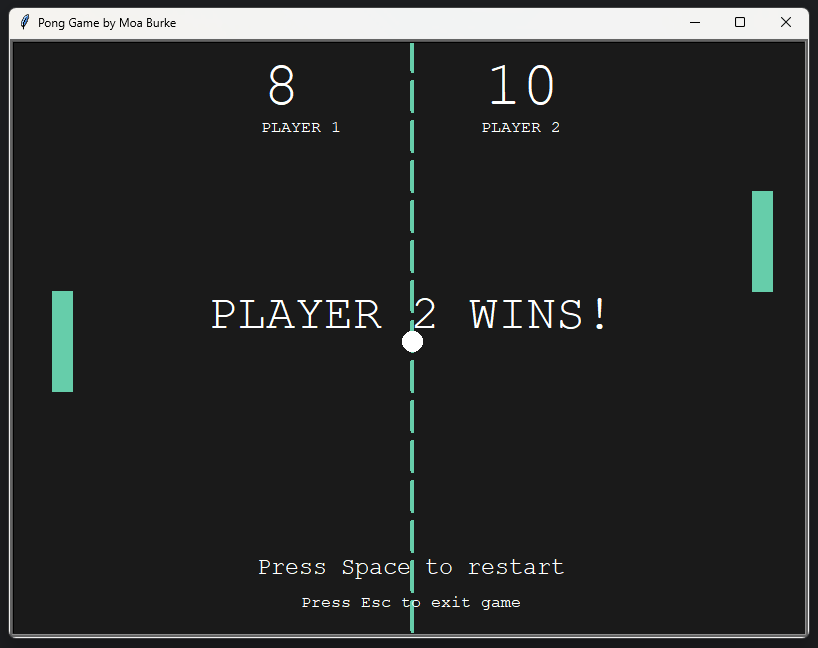 Pong Game by Moa Burke
8 10
PLAYER 1 PLAYER 2
PLAYER 2 WINS!
Press Space to restart
Press Esc to exit game